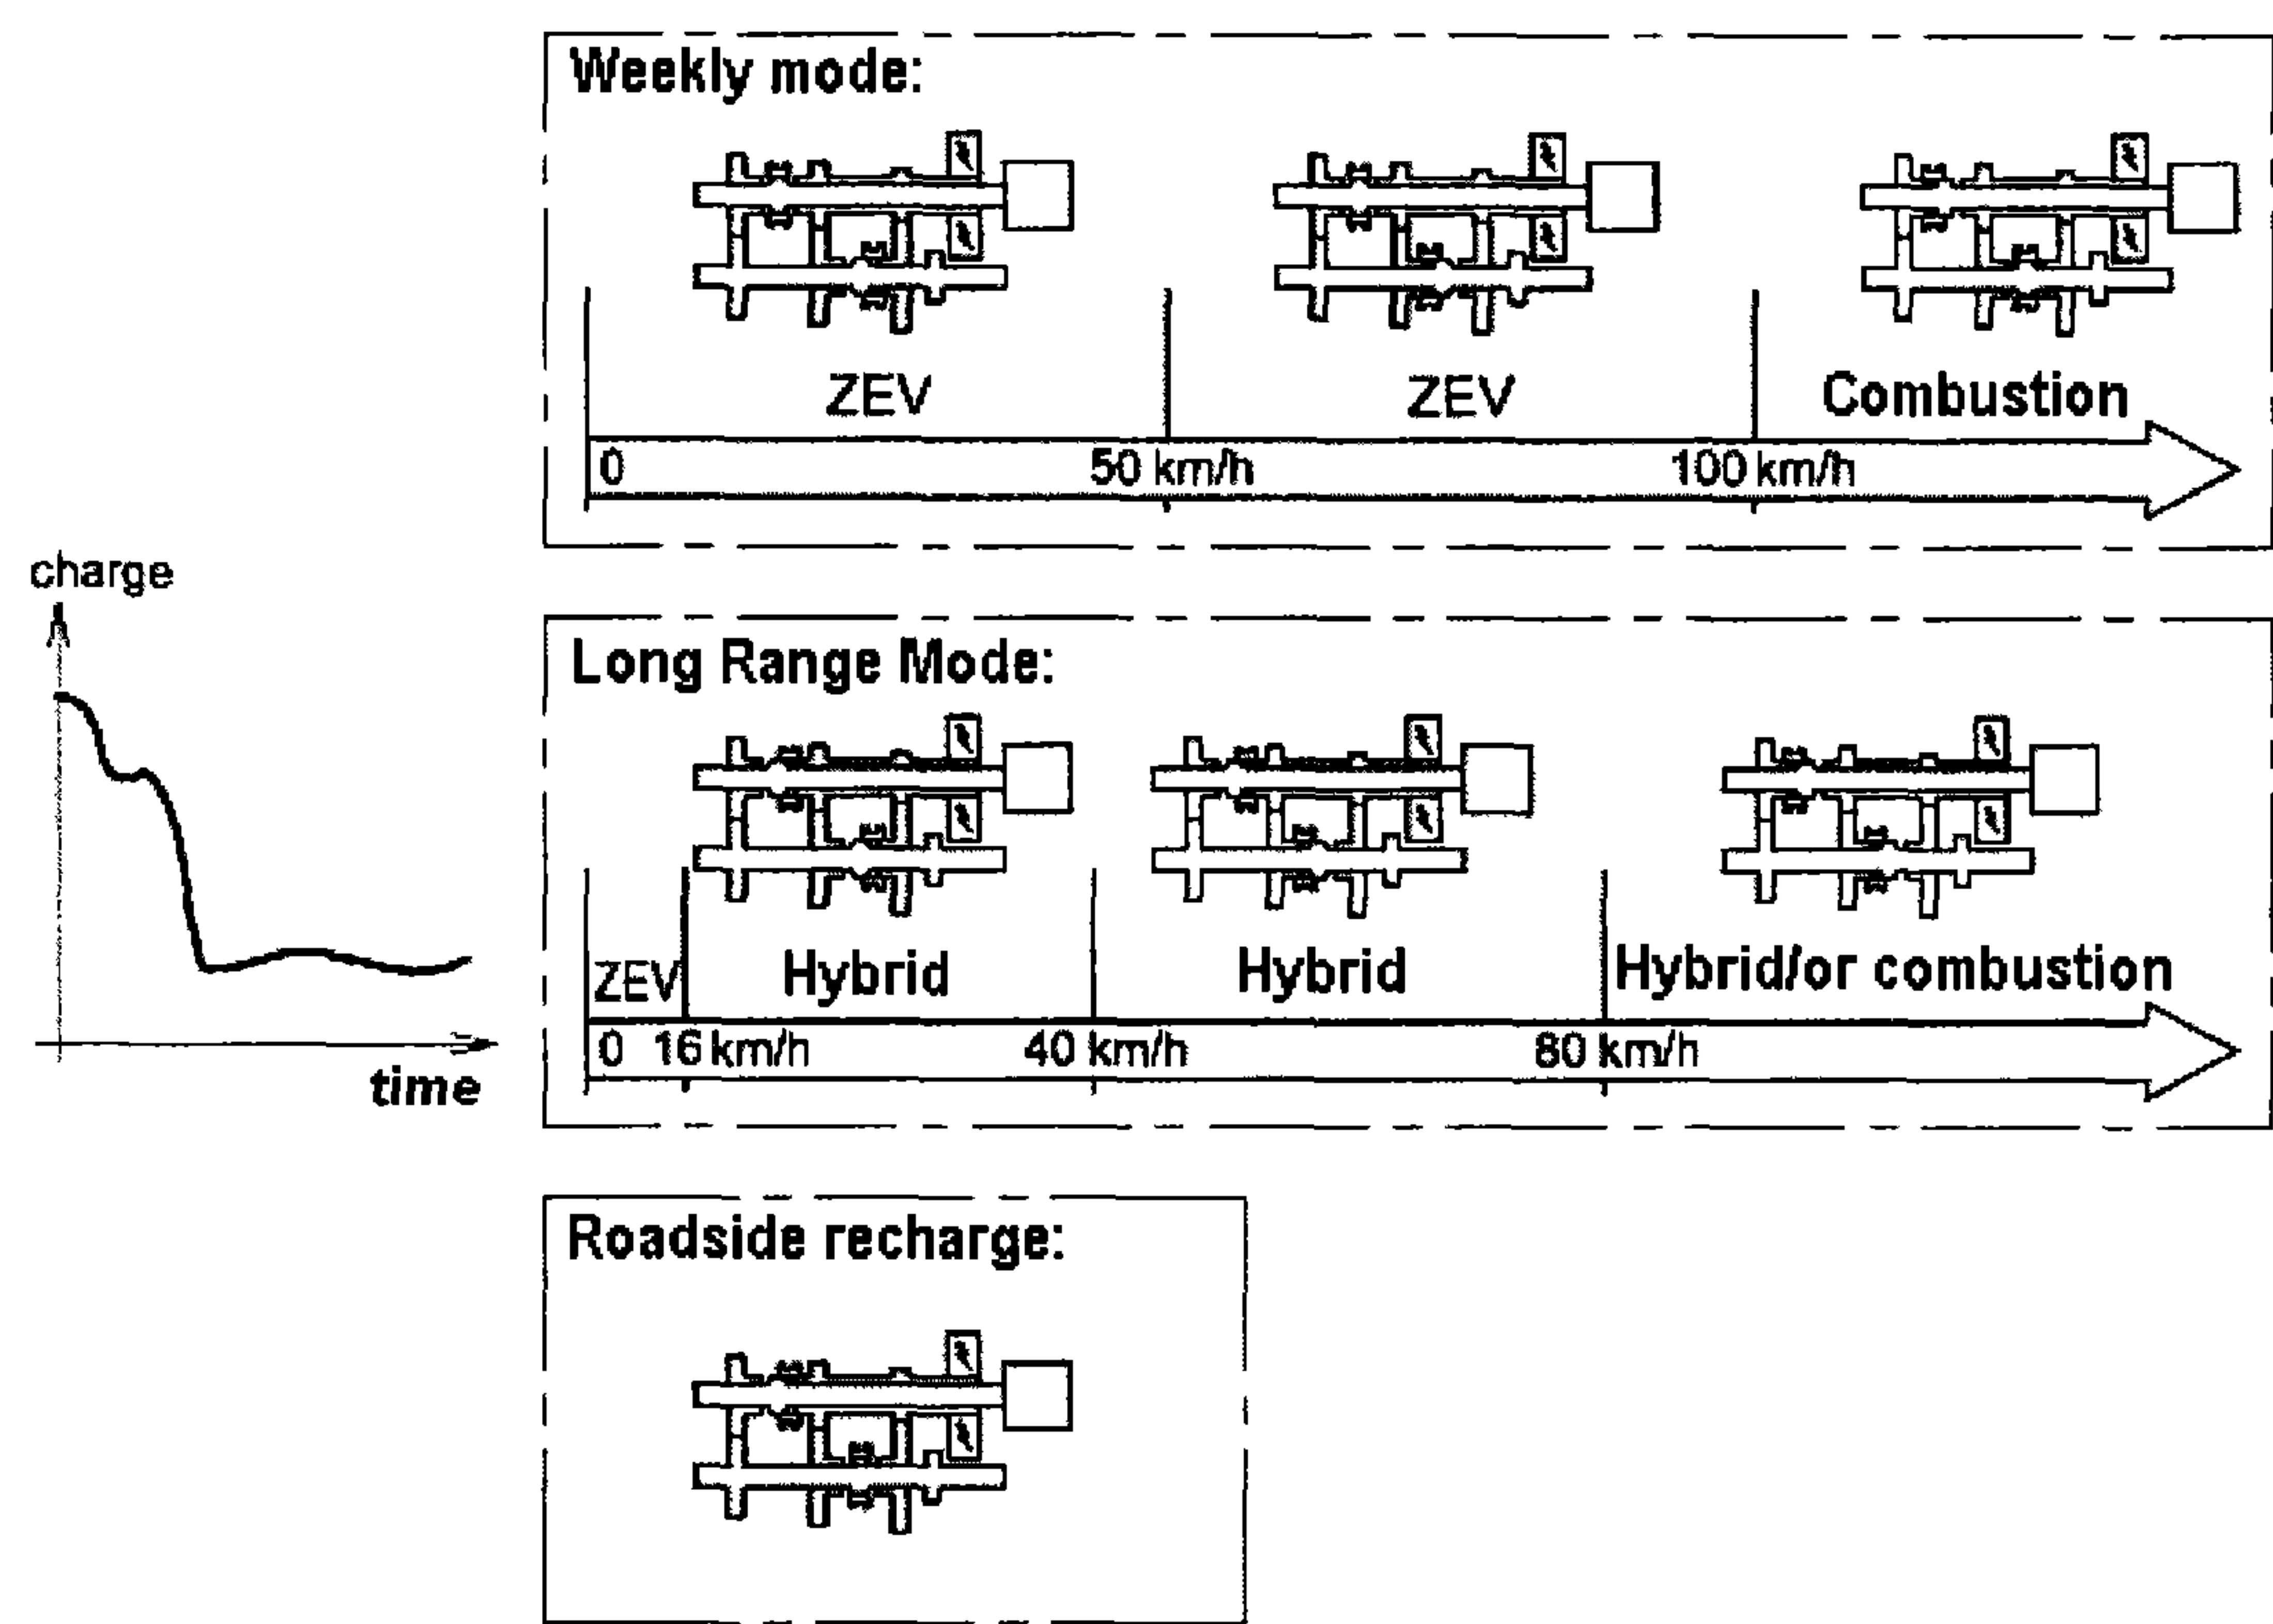 Weekly mode:
ZEV
ZEV
Combustion
0
50 km/h
100 km/h
charge
time
Long Range Mode:
ZEV
Hybrid
Hybrid
Hybrid/or combustion
0
16 km/h
40 km/h
80 km/h
Roadside recharge: